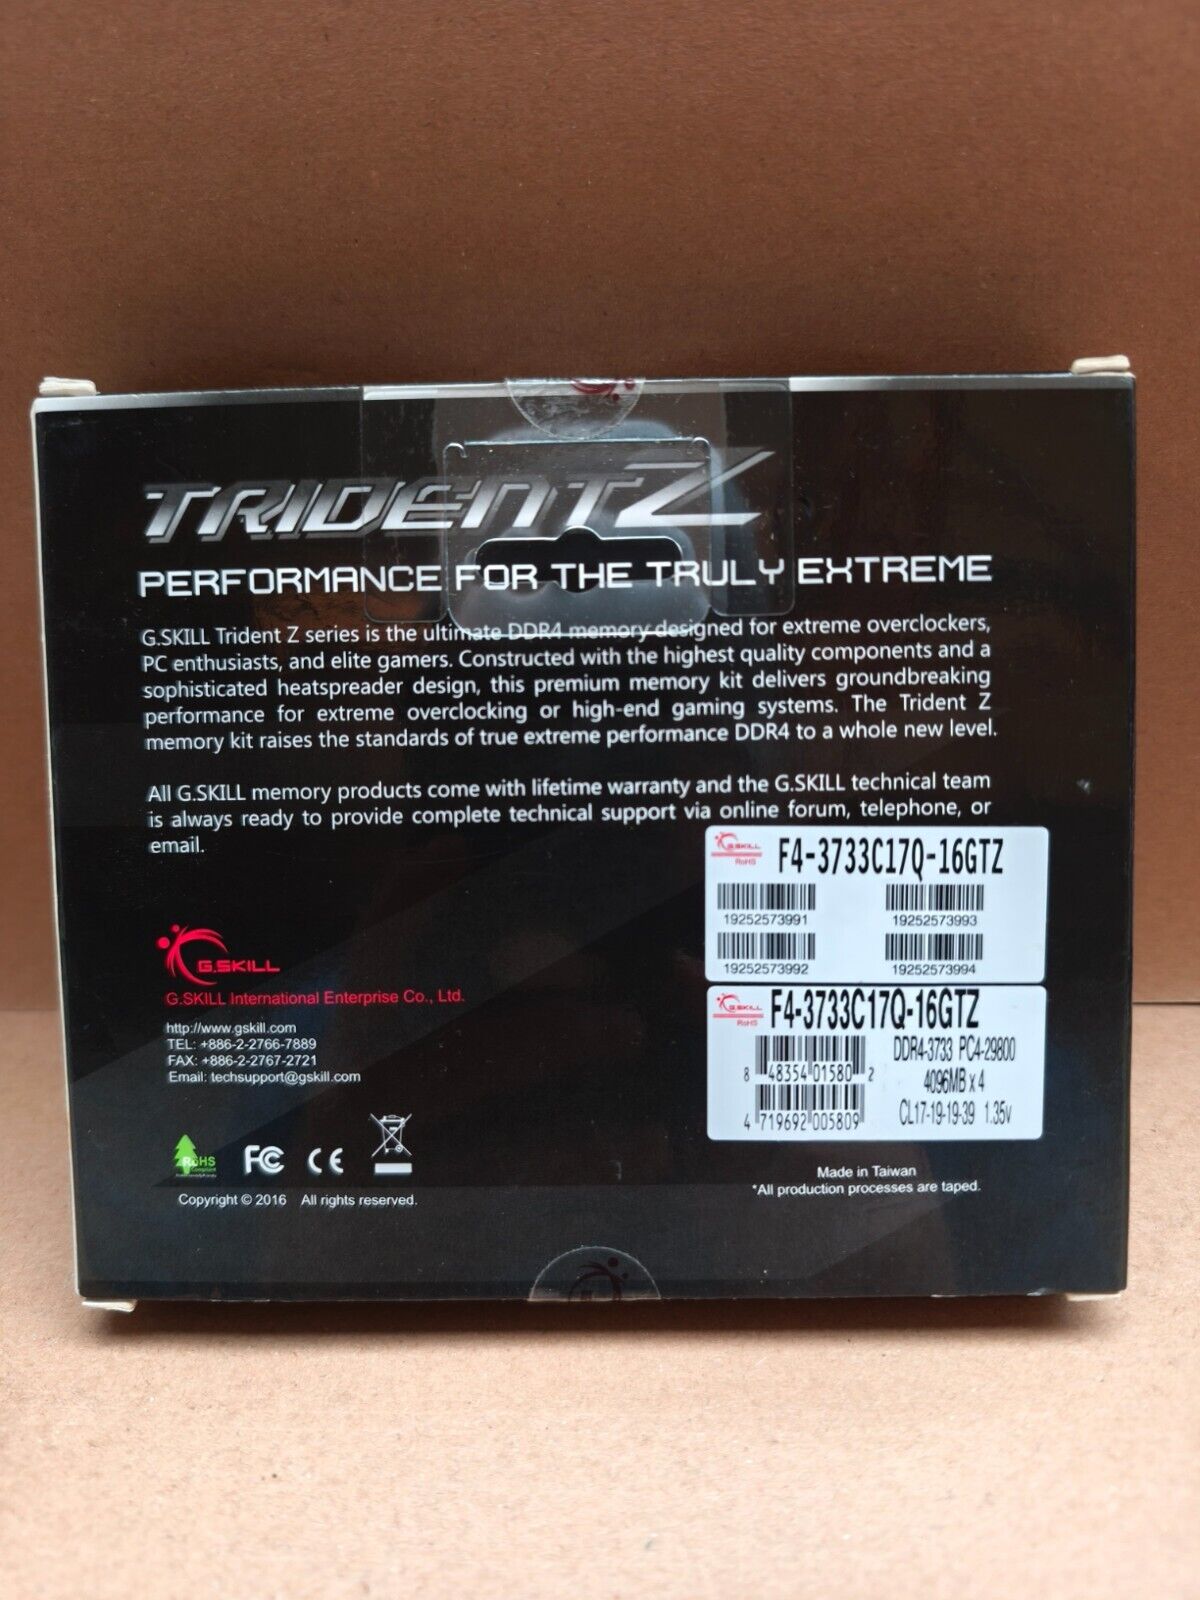 TRIDENTZ
PERFORMANCE FOR THE TRULY EXTREME
G.SKILL Trident Z series is the ultimate DDR4 memory designed for extreme overclockers,
PC enthusiasts, and elite gamers. Constructed with the highest quality components and a
sophisticated heatspreader design, this premium memory kit delivers groundbreaking
performance for extreme overclocking or high-end gaming systems. The Trident Z
memory kit raises the standards of true extreme performance DDR4 to a whole new level.
All G.SKILL memory products come with lifetime warranty and the G.SKILL technical team
is always ready to provide complete technical support via online forum, telephone, or
email.
G.SKILL
RoHS
F4-3733C17Q-16GTZ
19252573991
19252573993
19252573992
19252573994
G.SKILL
RoHS
F4-3733C17Q-16GTZ
DDR4-3733 PC4-29800
8 48354 01580 2
4096MB x 4
4 719692 005809
CL17-19-19-39 1.35v
G.SKILL
G.SKILL International Enterprise Co., Ltd.
http://www.gskill.com
TEL: +886-2-2766-7889
FAX: +886-2-2767-2721
Email: techsupport@gskill.com
RoHS
Compliant
FC CE
Copyright © 2016 All rights reserved.
Made in Taiwan
*All production processes are taped.